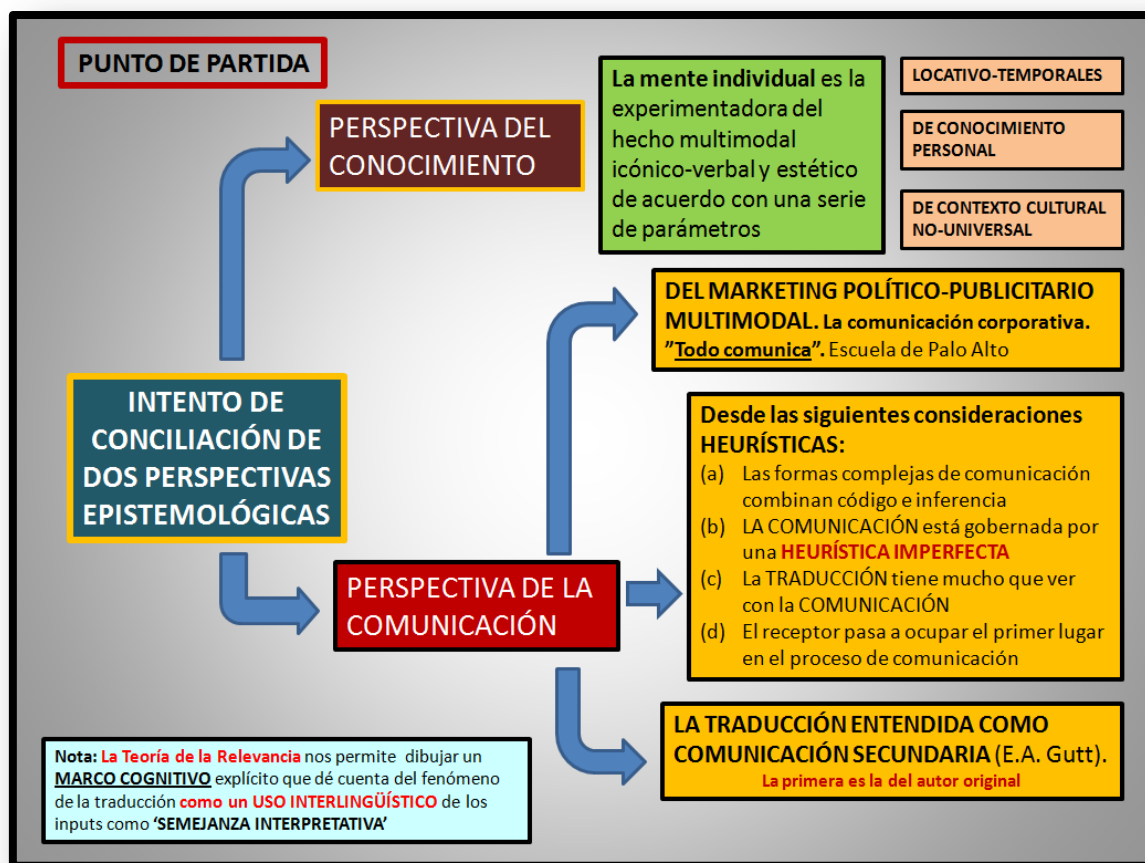 PUNTO DE PARTIDA
PERSPECTIVA DEL
CONOCIMIENTO
La mente individual es la
experimentadora del
hecho multimodal
icónico-verbal y estético
de acuerdo con una serie
de parámetros
LOCATIVO-TEMPORALES
DE CONOCIMIENTO
PERSONAL
DE CONTEXTO CULTURAL
NO-UNIVERSAL
DEL MARKETING POLÍTICO-PUBLICITARIO
MULTIMODAL. La comunicación corporativa.
”Todo comunica”. Escuela de Palo Alto
INTENTO DE
CONCILIACIÓN DE
DOS PERSPECTIVAS
EPISTEMOLÓGICAS
Desde las siguientes consideraciones
HEURÍSTICAS:
(a) Las formas complejas de comunicación
combinan código e inferencia
(b) LA COMUNICACIÓN está gobernada por
una HEURÍSTICA IMPERFECTA
(c) La TRADUCCIÓN tiene mucho que ver
con la COMUNICACIÓN
(d) El receptor pasa a ocupar el primer lugar
en el proceso de comunicación
PERSPECTIVA DE LA
COMUNICACIÓN
LA TRADUCCIÓN ENTENDIDA COMO
COMUNICACIÓN SECUNDARIA (E.A. Gutt).
La primera es la del autor original
Nota: La Teoría de la Relevancia nos permite dibujar un
MARCO COGNITIVO explícito que dé cuenta del fenómeno
de la traducción como un USO INTERLINGÜÍSTICO de los
inputs como ‘SEMEJANZA INTERPRETATIVA’